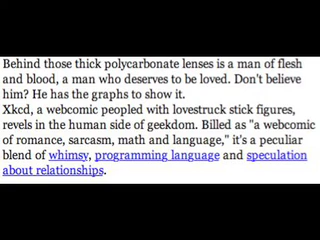 Behind those thick polycarbonate lenses is a man of flesh
and blood, a man who deserves to be loved. Don't believe
him? He has the graphs to show it.
Xkcd, a webcomic peopled with lovestruck stick figures,
revels in the human side of geekdom. Billed as "a webcomic
of romance, sarcasm, math and language," it's a peculiar
blend of whimsy, programming language and speculation
about relationships.